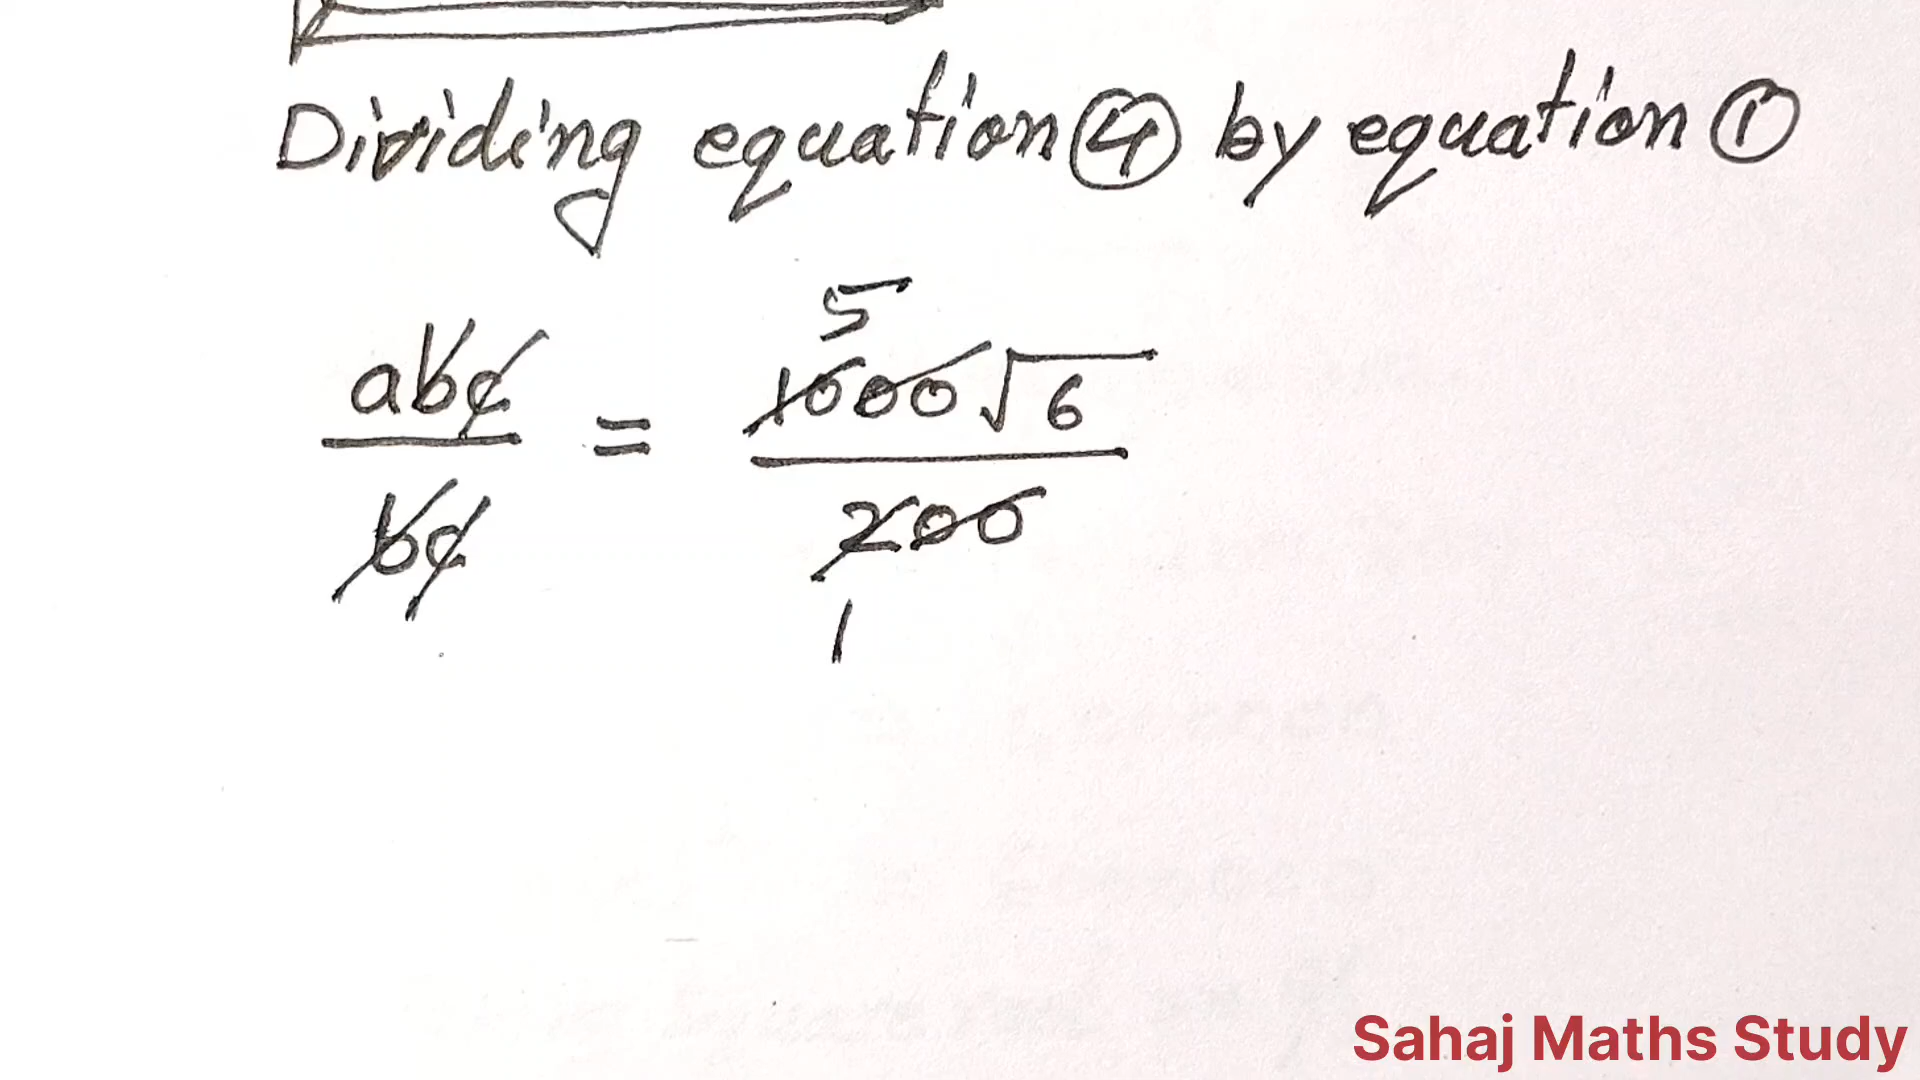 Dividing equation ④ by equation ①
5
abc / bc = 1000√6 / 200
1
Sahaj Maths Study